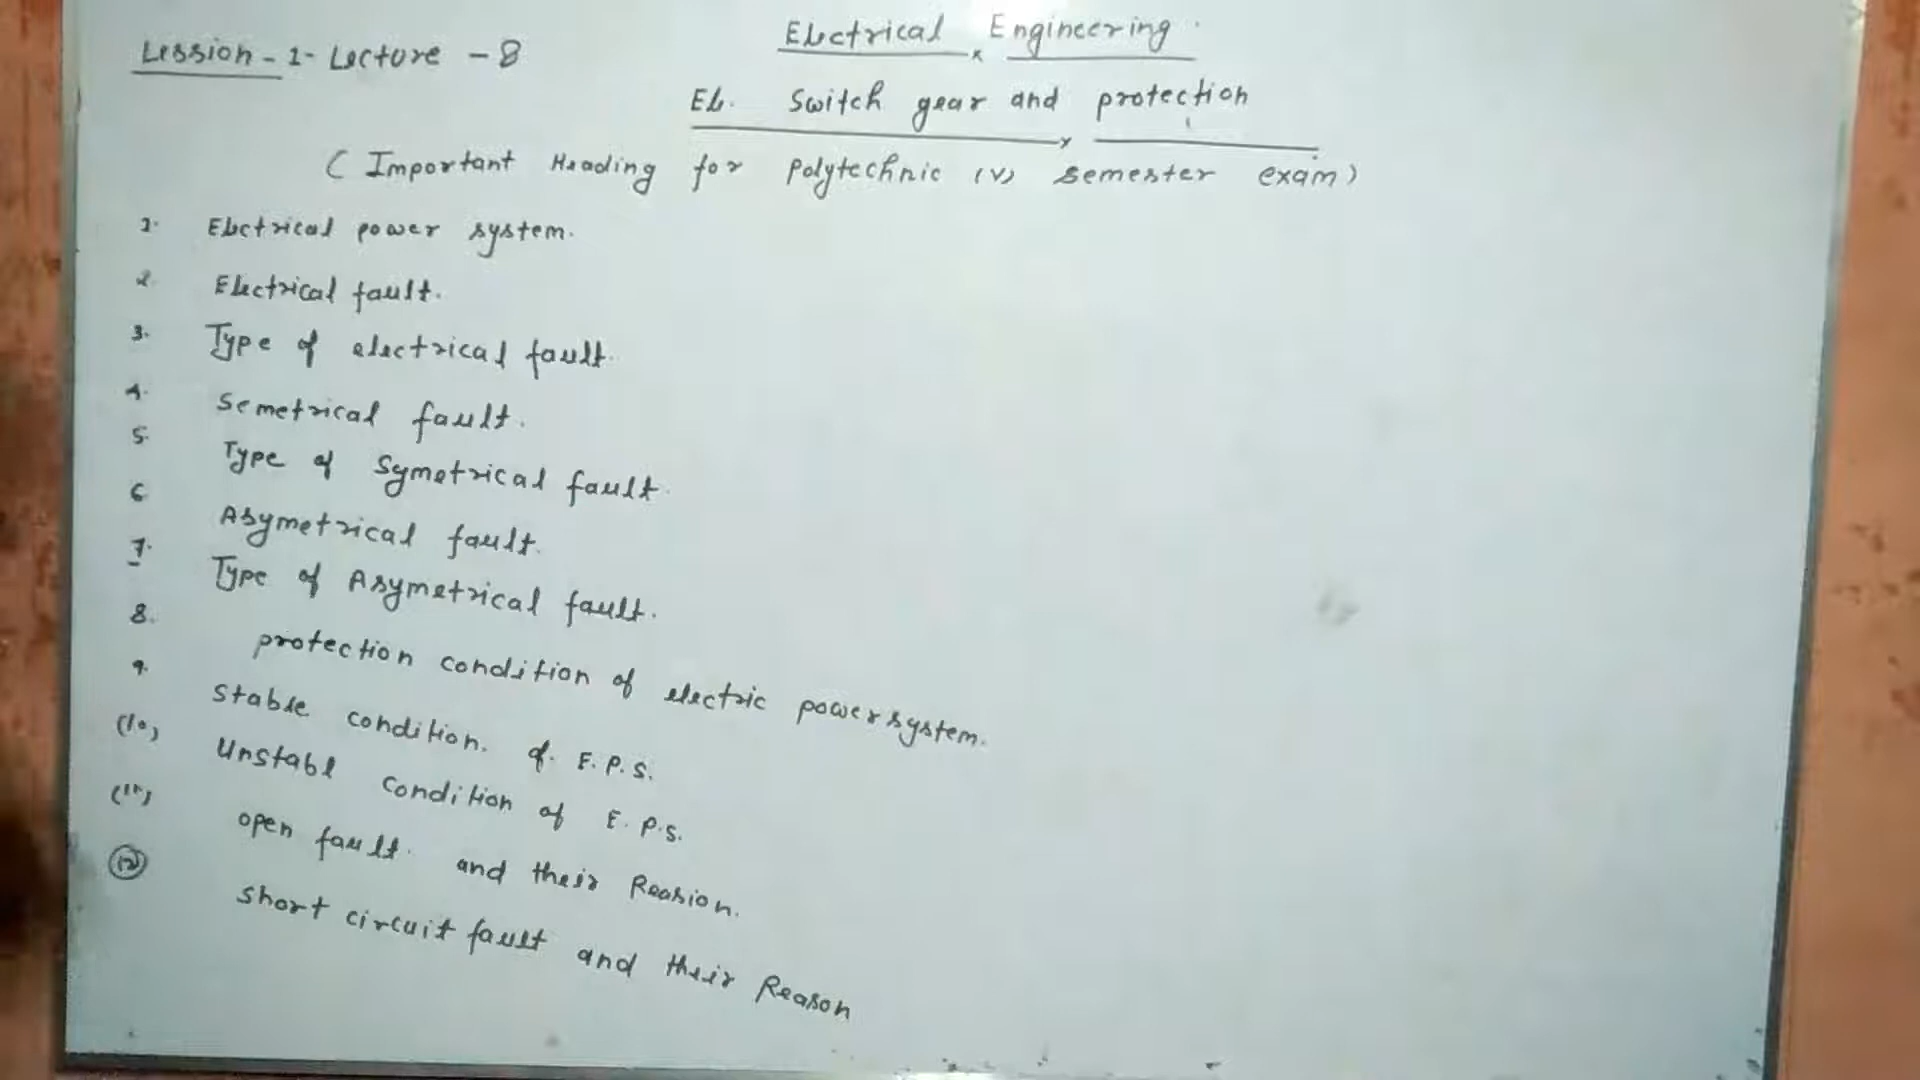 Lession - 1 - Lecture - 8
Electrical Engineering.
Ele. Switch gear and protection
( Important Heading for Polytechnic (V) semester exam )
1. Electrical power system.
2. Electrical fault.
3. Type of electrical fault.
4. Semetrical fault.
5. Type of Symetrical fault.
6. Asymetrical fault.
7. Type of Asymetrical fault.
8. protection condition of electric power system.
9. Stable condition. of. E.P.S.
(10) Unstable condition of E.P.S.
(11) open fault. and their Reasion.
(12) short circuit fault and their Reason